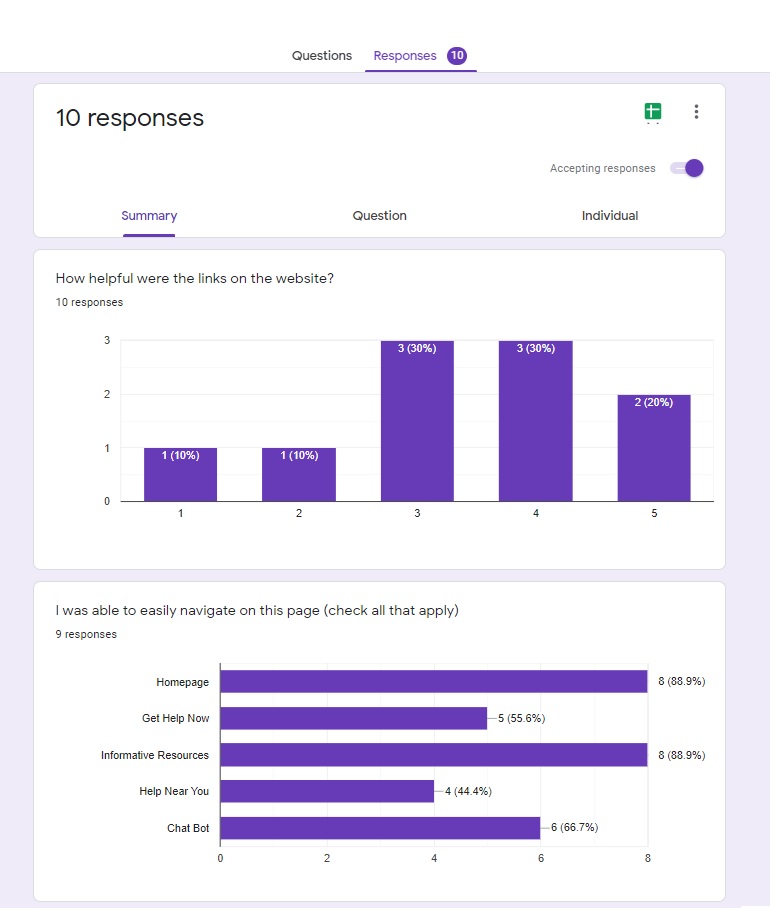 Questions Responses 10
10 responses
Accepting responses
Summary Question Individual
How helpful were the links on the website?
10 responses
3
2
1
0
1 (10%) 1 (10%) 3 (30%) 3 (30%) 2 (20%)
1 2 3 4 5
I was able to easily navigate on this page (check all that apply)
9 responses
Homepage 8 (88.9%)
Get Help Now 5 (55.6%)
Informative Resources 8 (88.9%)
Help Near You 4 (44.4%)
Chat Bot 6 (66.7%)
0 2 4 6 8